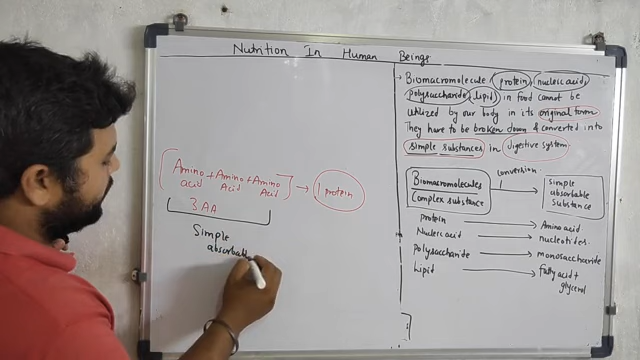 Nutrition In Human Beings
[Amino acid + Amino Acid + Amino Acid] → 1 protein
3 AA
Simple
absorbable
→ Biomacromolecule (protein, nucleic acid,
polysaccharide, lipid) in food cannot be
utilized by our body in its original form
They have to be broken down & converted into
simple substances in digestive system
Biomacromolecules
Complex substance
conversion
Simple
absorbable
Substance
protein → Amino acid
Nucleic acid → nucleotides.
Polysaccharide → monosaccharide
Lipid → fatty acid +
glycerol